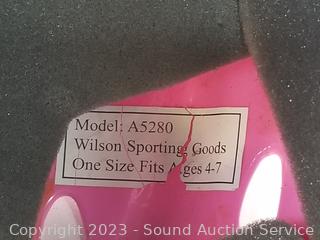 Model: A5280
Wilson Sporting Goods
One Size Fits Ages 4-7
Copyright 2023 - Sound Auction Service